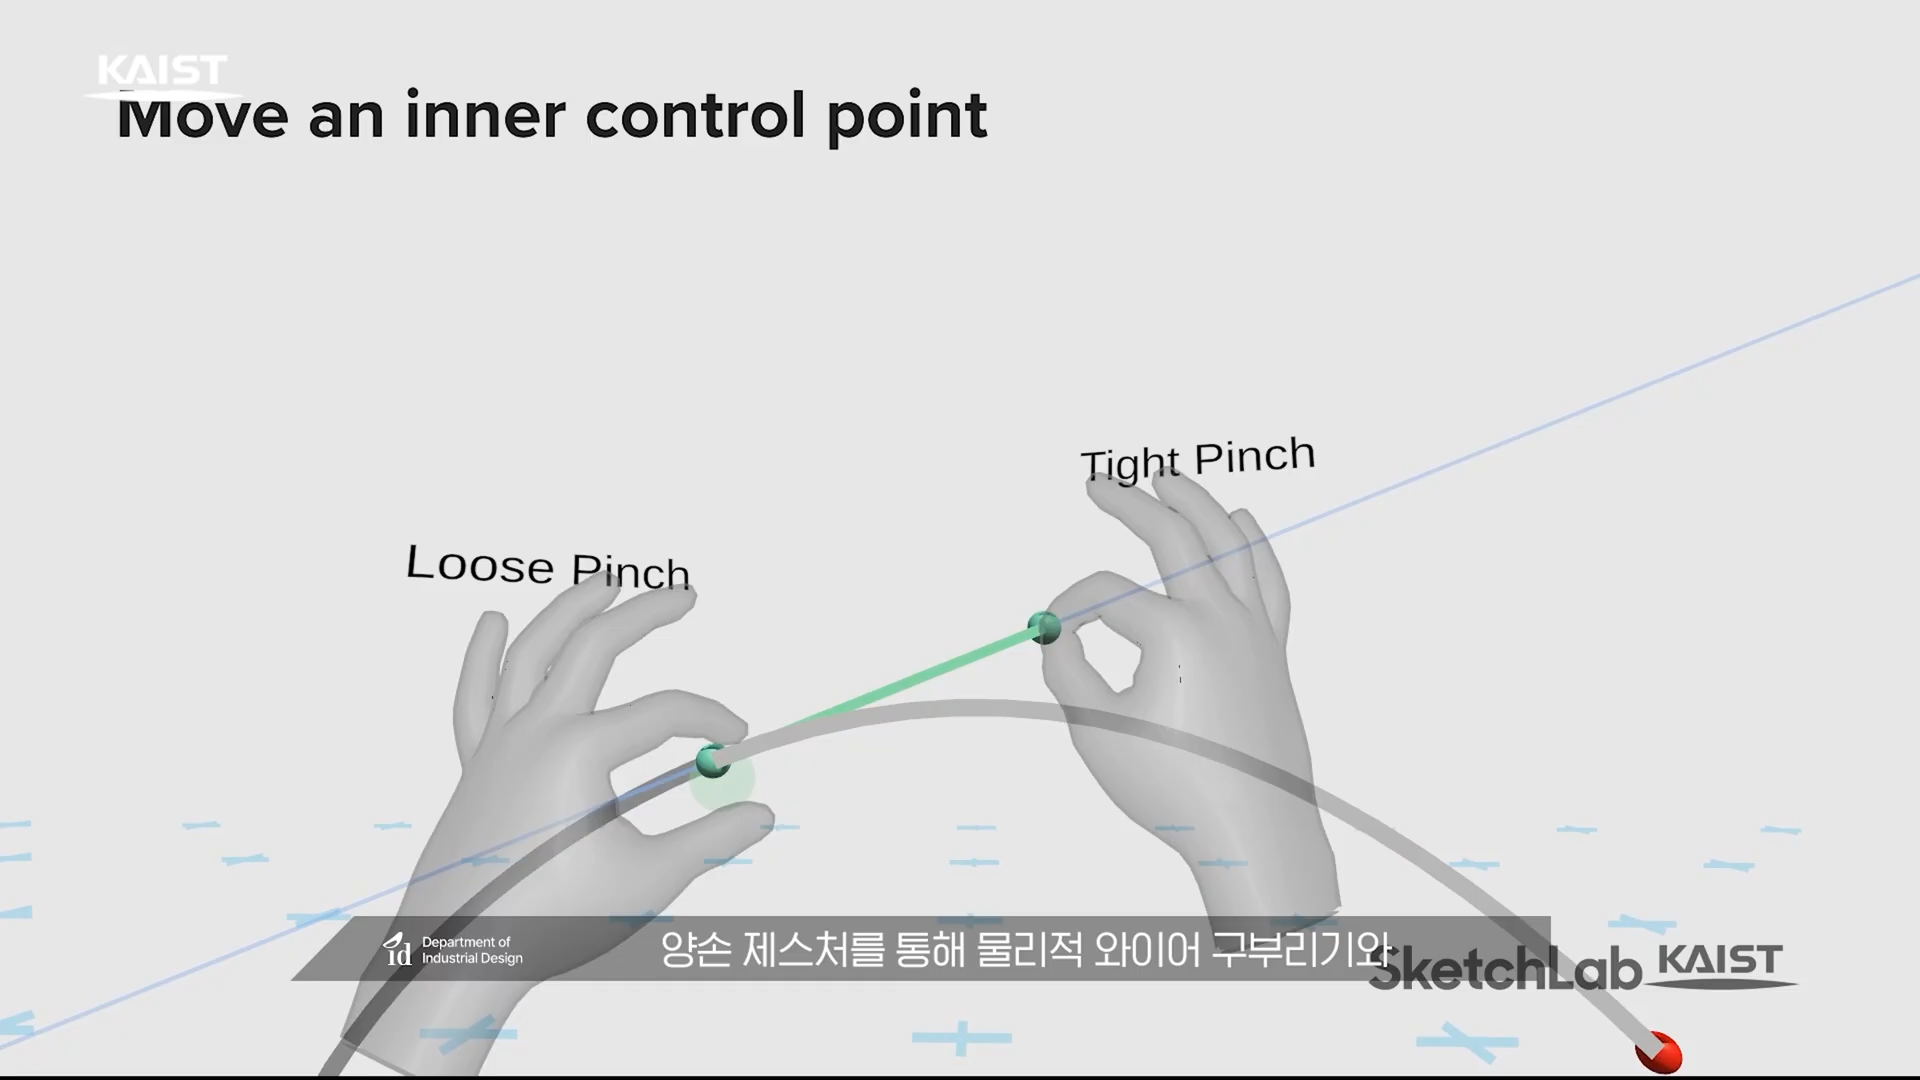 KAIST
Move an inner control point
Tight Pinch
Loose Pinch
id
Department of
Industrial Design
양손 제스처를 통해 물리적 와이어 구부리기와
SketchLab KAIST